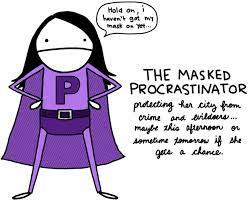 Hold on, i
haven't got my
mask on yet...
P
THE MASKED
PROCRASTINATOR
protecting her city from
crime and evildoers...
maybe this afternoon or
sometime tomorrow if she
gets a chance.